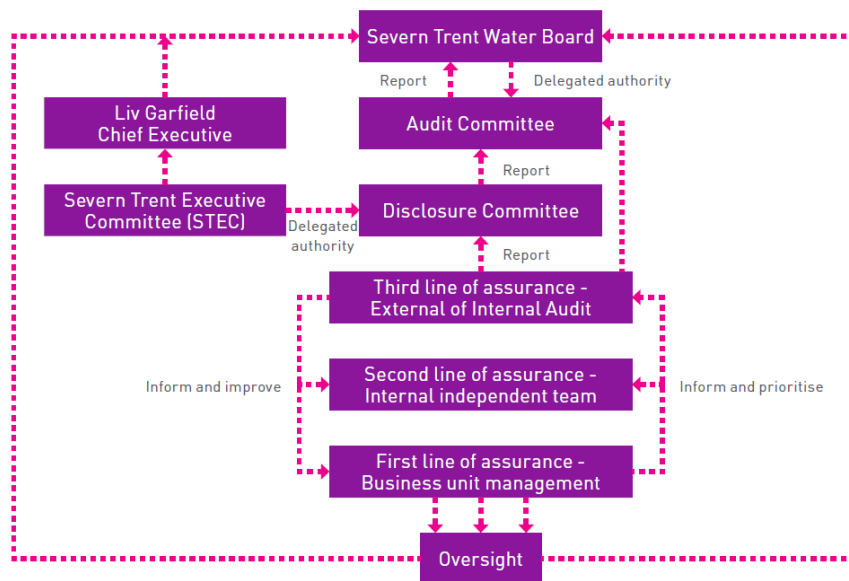 Severn Trent Water Board
Report
Delegated authority
Liv Garfield
Chief Executive
Audit Committee
Report
Severn Trent Executive
Committee (STEC)
Delegated
authority
Disclosure Committee
Report
Third line of assurance -
External of Internal Audit
Inform and improve
Second line of assurance -
Internal independent team
Inform and prioritise
First line of assurance -
Business unit management
Oversight